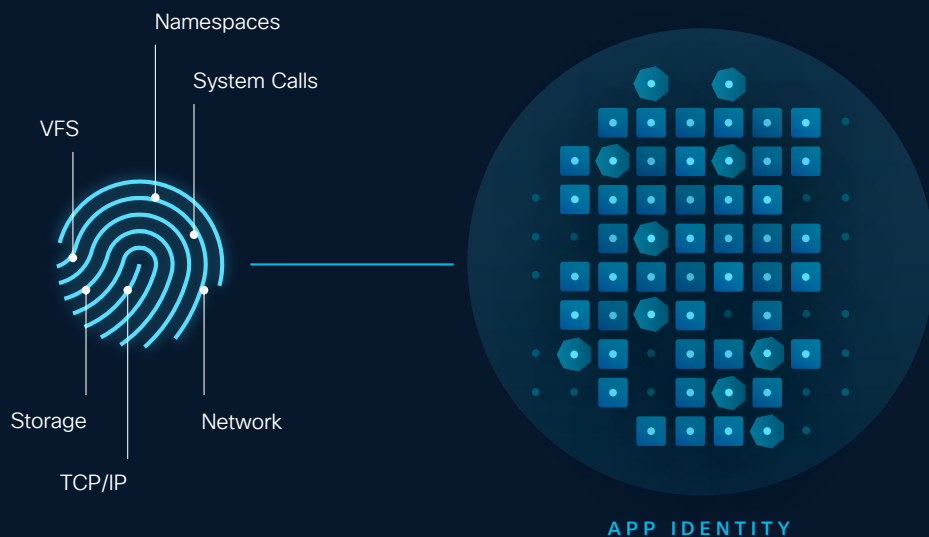 Namespaces
System Calls
VFS
Storage
Network
TCP/IP
APP IDENTITY